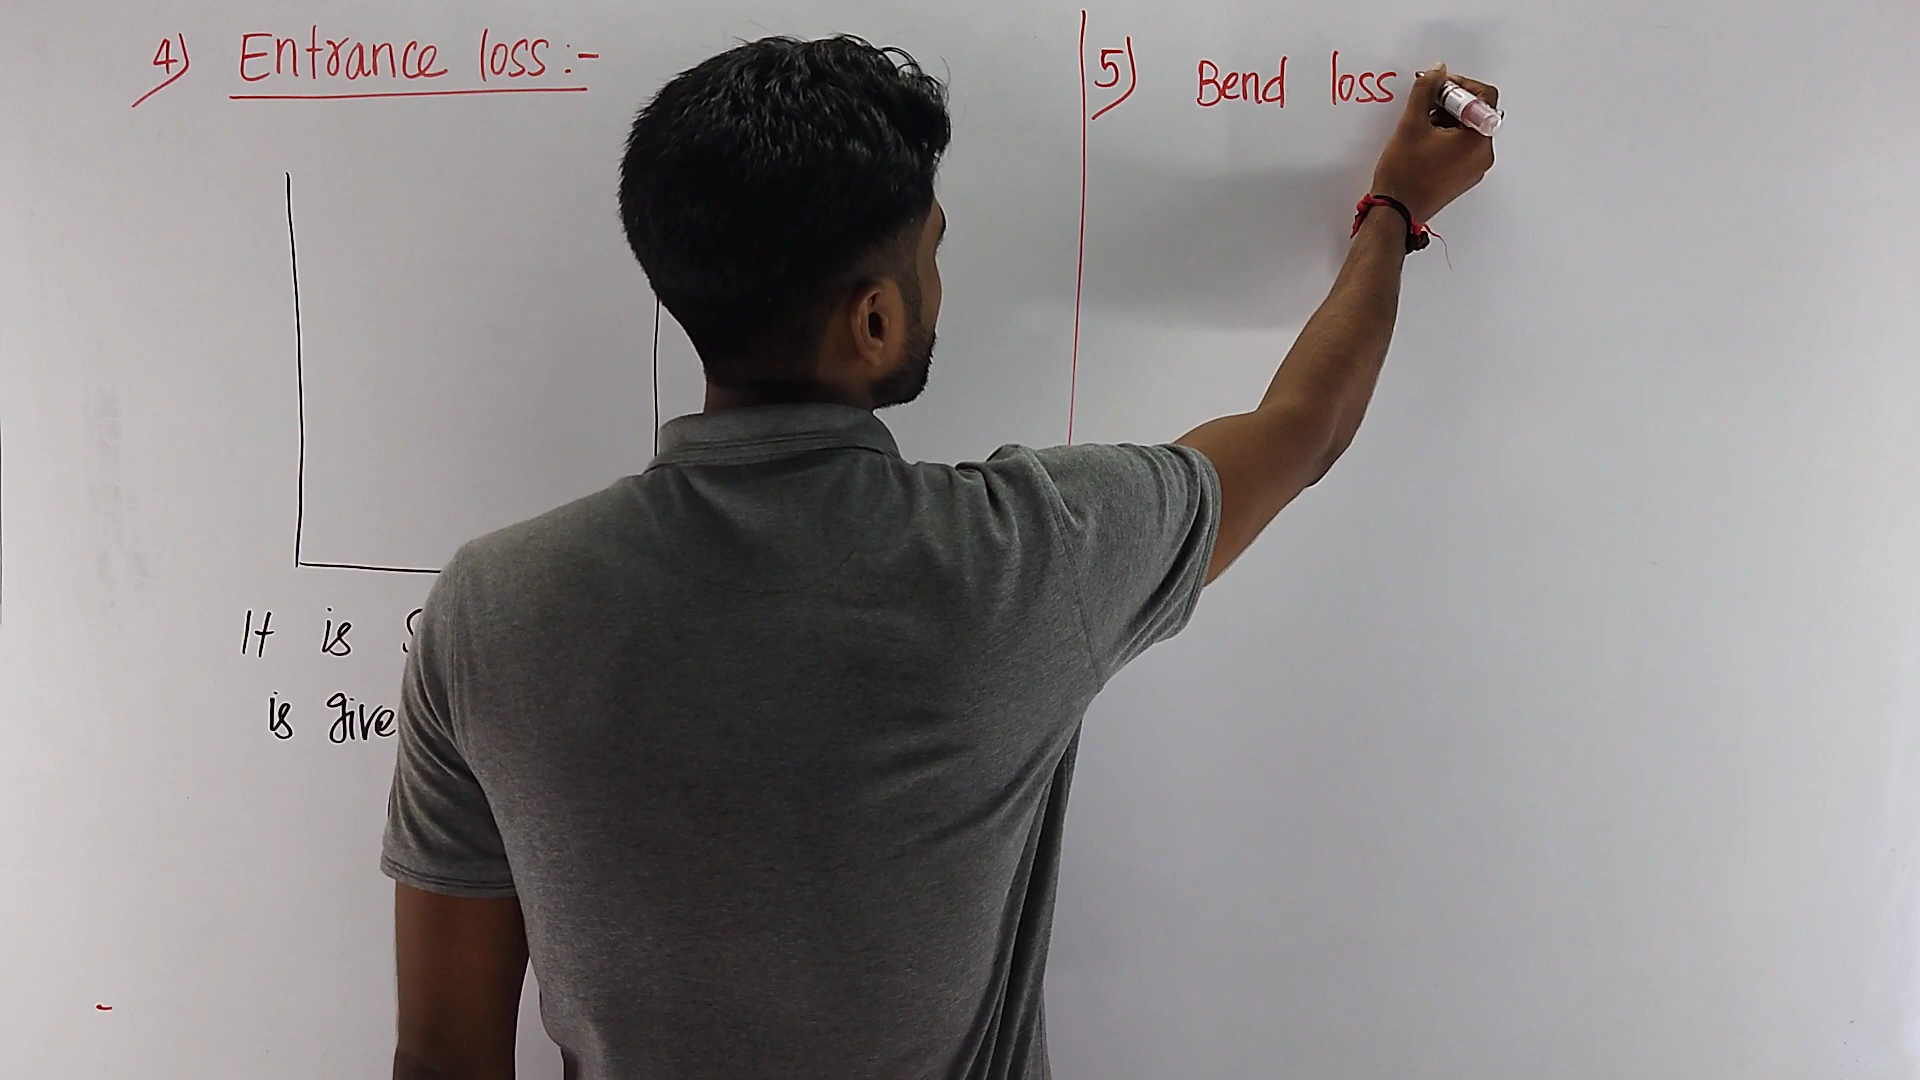 4) Entrance loss:-
It is
is give
5) Bend loss